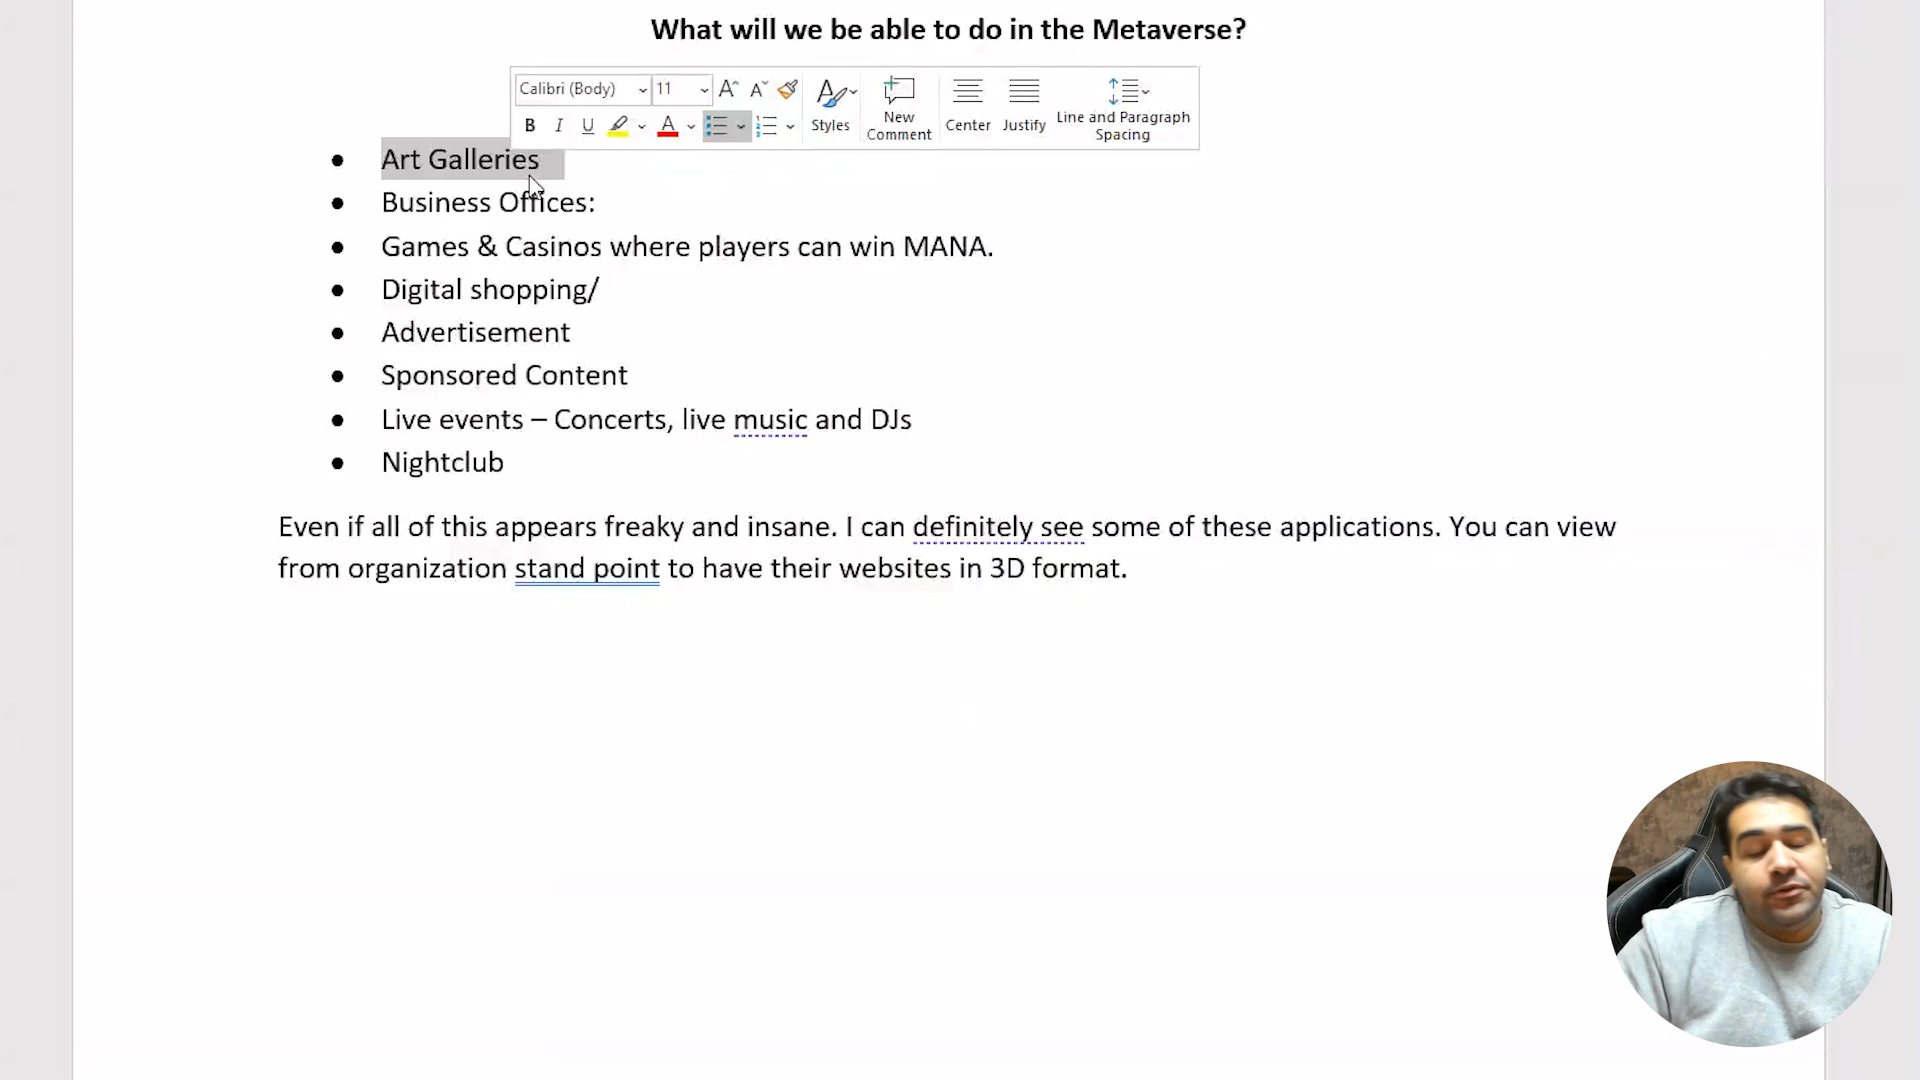 What will we be able to do in the Metaverse?
Calibri (Body) 11 A^ A˅ Styles New Comment Center Justify Line and Paragraph Spacing
B I U A
• Art Galleries
• Business Offices:
• Games & Casinos where players can win MANA.
• Digital shopping/
• Advertisement
• Sponsored Content
• Live events – Concerts, live music and DJs
• Nightclub
Even if all of this appears freaky and insane. I can definitely see some of these applications. You can view
from organization stand point to have their websites in 3D format.